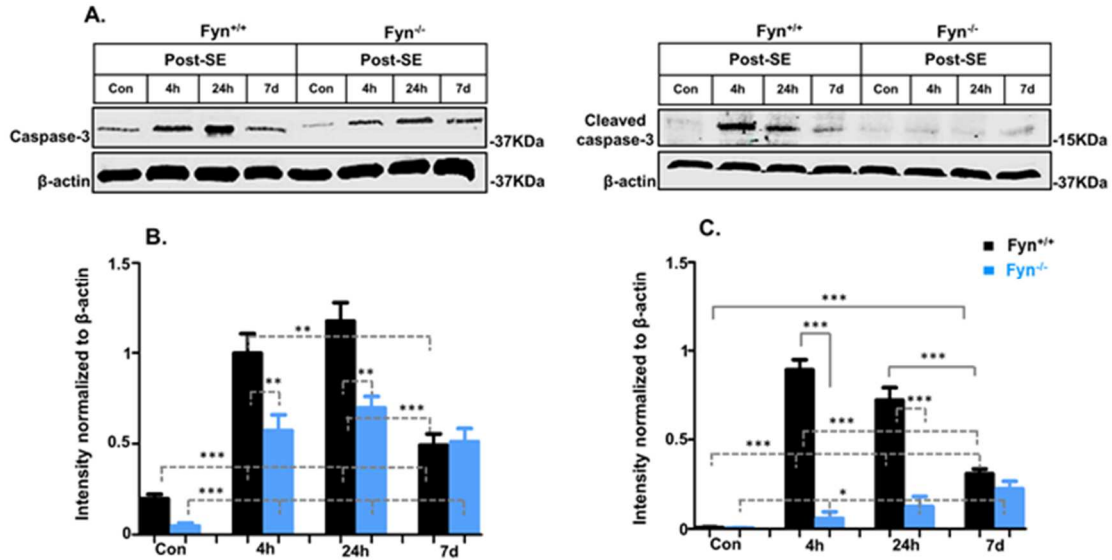 A.
Fyn+/+ Fyn-/-
Post-SE Post-SE
Con 4h 24h 7d Con 4h 24h 7d
Caspase-3
-37KDa
β-actin
-37KDa
Fyn+/+ Fyn-/-
Post-SE Post-SE
Con 4h 24h 7d Con 4h 24h 7d
Cleaved
caspase-3
-15KDa
β-actin
-37KDa
B.
Intensity normalized to β-actin
1.5
1
0.5
0
**
**
**
***
***
***
Con 4h 24h 7d
C.
Fyn+/+
Fyn-/-
Intensity normalized to β-actin
1.5
1
0.5
0
***
***
***
***
***
***
*
Con 4h 24h 7d